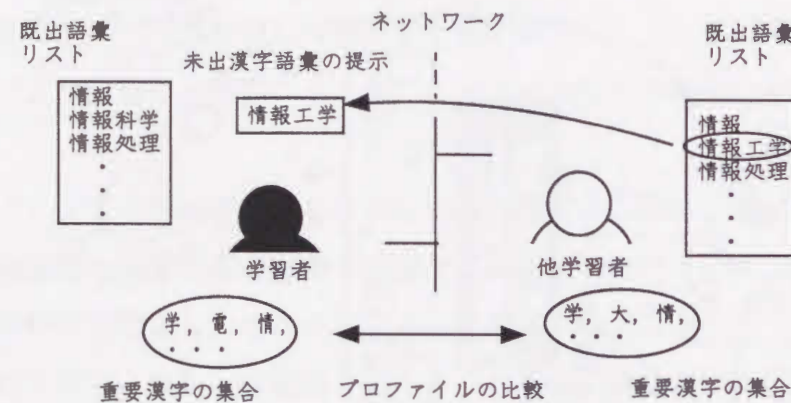 ネットワーク
既出語彙
リスト
未出漢字語彙の提示
情報
情報科学
情報処理
・
・
・
情報工学
既出語彙
リスト
情報
情報工学
情報処理
・
・
・
学習者
他学習者
学，電，情，
・・・
学，大，情，
・・・
重要漢字の集合
プロファイルの比較
重要漢字の集合